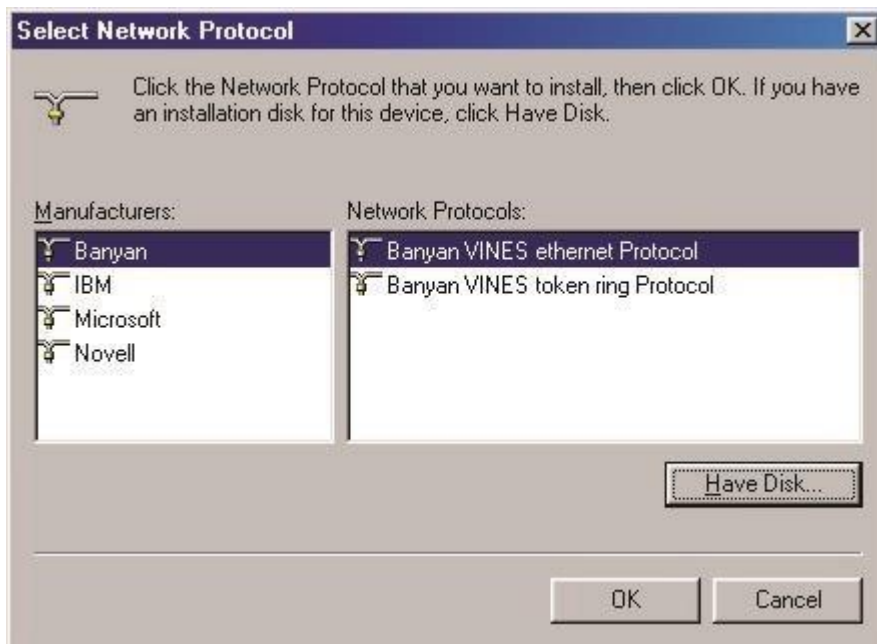 Select Network Protocol
Click the Network Protocol that you want to install, then click OK. If you have
an installation disk for this device, click Have Disk.
Manufacturers:
Banyan
IBM
Microsoft
Novell
Network Protocols:
Banyan VINES ethernet Protocol
Banyan VINES token ring Protocol
Have Disk...
OK
Cancel